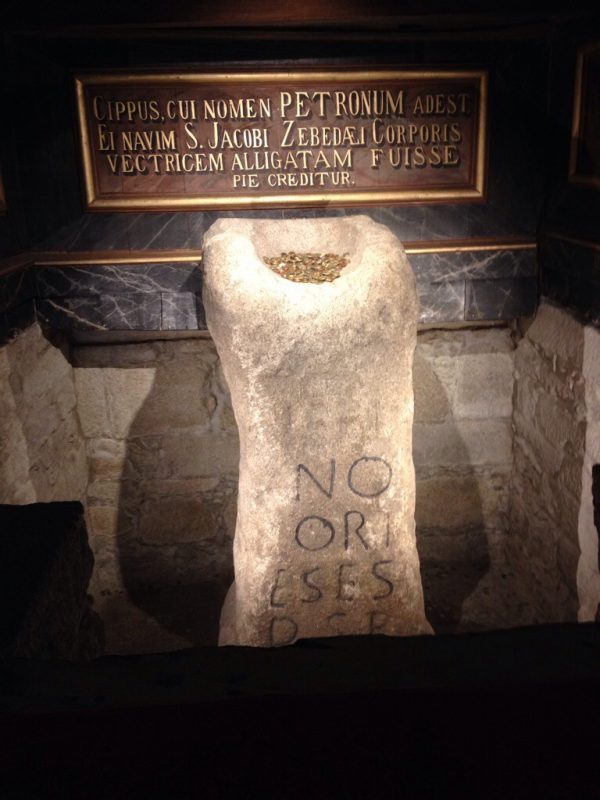 CIPPUS, CUI NOMEN PETRONUM ADEST
EI NAVIM S. JACOBI ZEBEDÆI CORPORIS
VECTRICEM ALLIGATAM FUISSE
PIE CREDITUR.
NO
ORI
ESES